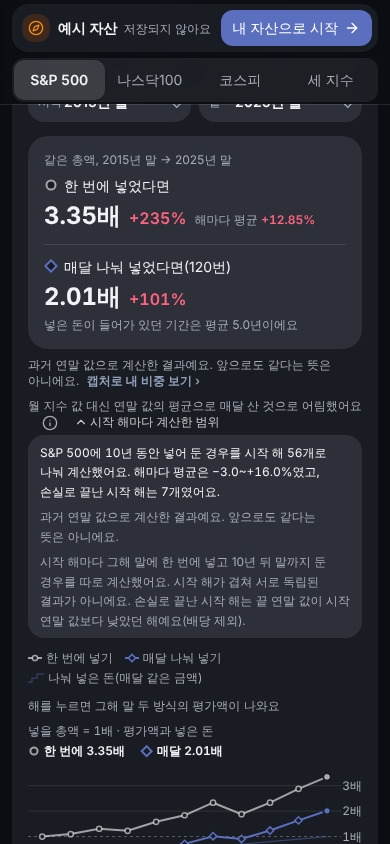 예시 자산 저장되지 않아요 내 자산으로 시작 →
S&P 500 나스닥100 코스피 세 지수
같은 총액, 2015년 말 → 2025년 말
한 번에 넣었다면
3.35배 +235% 해마다 평균 +12.85%
매달 나눠 넣었다면(120번)
2.01배 +101%
넣은 돈이 들어가 있던 기간은 평균 5.0년이에요
과거 연말 값으로 계산한 결과예요. 앞으로도 같다는 뜻은
아니에요. 캡처로 내 비중 보기 ›
월 지수 값 대신 연말 값의 평균으로 매달 산 것으로 어림했어요
시작 해마다 계산한 범위
S&P 500에 10년 동안 넣어 둔 경우를 시작 해 56개로
나눠 계산했어요. 해마다 평균은 −3.0~+16.0%였고,
손실로 끝난 시작 해는 7개였어요.
과거 연말 값으로 계산한 결과예요. 앞으로도 같다는
뜻은 아니에요.
시작 해마다 그해 말에 한 번에 넣고 10년 뒤 말까지 둔
경우를 따로 계산했어요. 시작 해가 겹쳐 서로 독립된
결과가 아니에요. 손실로 끝난 시작 해는 끝 연말 값이 시작
연말 값보다 낮았던 해예요(배당 제외).
한 번에 넣기 매달 나눠 넣기
나눠 넣은 돈(매달 같은 금액)
해를 누르면 그해 말 두 방식의 평가액이 나와요
넣을 총액 = 1배 · 평가액과 넣은 돈
한 번에 3.35배 매달 2.01배
3배
2배
1배